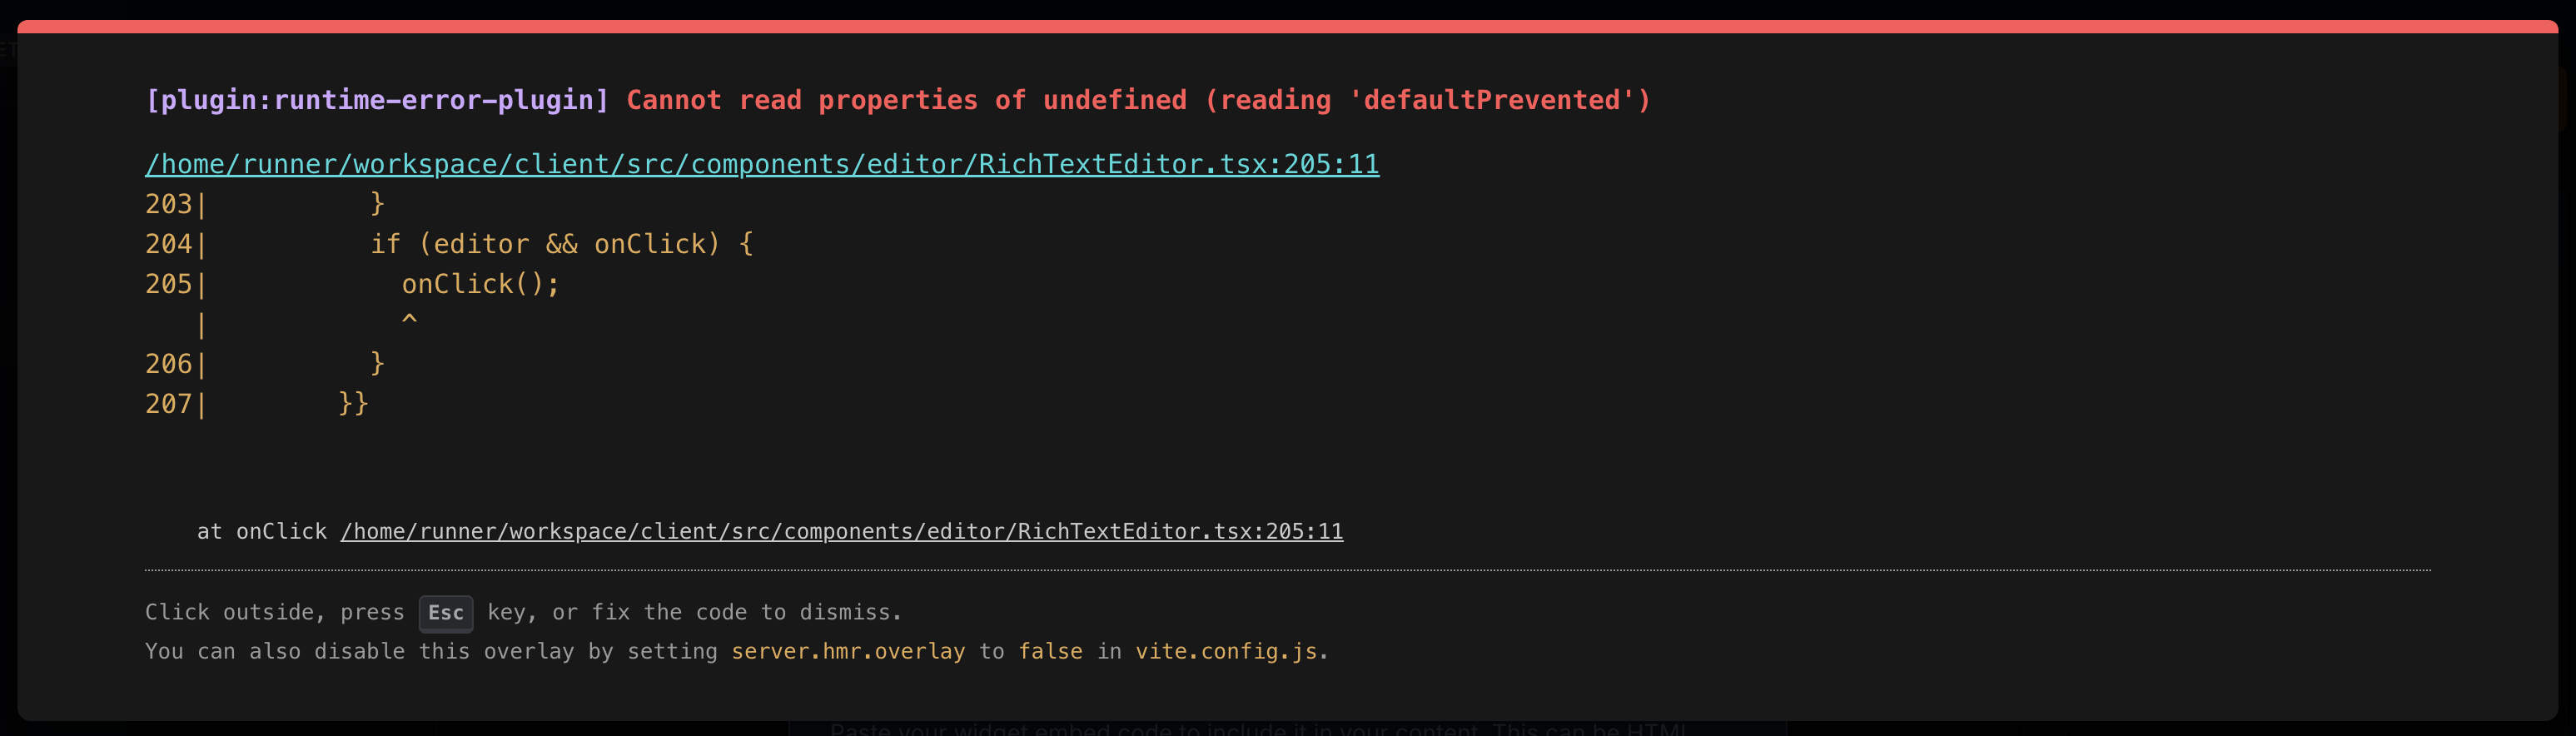 ET
[plugin:runtime-error-plugin] Cannot read properties of undefined (reading 'defaultPrevented')
/home/runner/workspace/client/src/components/editor/RichTextEditor.tsx:205:11
203|          }
204|          if (editor && onClick) {
205|            onClick();
   |            ^
206|          }
207|        }}
at onClick /home/runner/workspace/client/src/components/editor/RichTextEditor.tsx:205:11
Click outside, press Esc key, or fix the code to dismiss.
You can also disable this overlay by setting server.hmr.overlay to false in vite.config.js.
Paste your widget embed code to include it in your content. This can be HTML